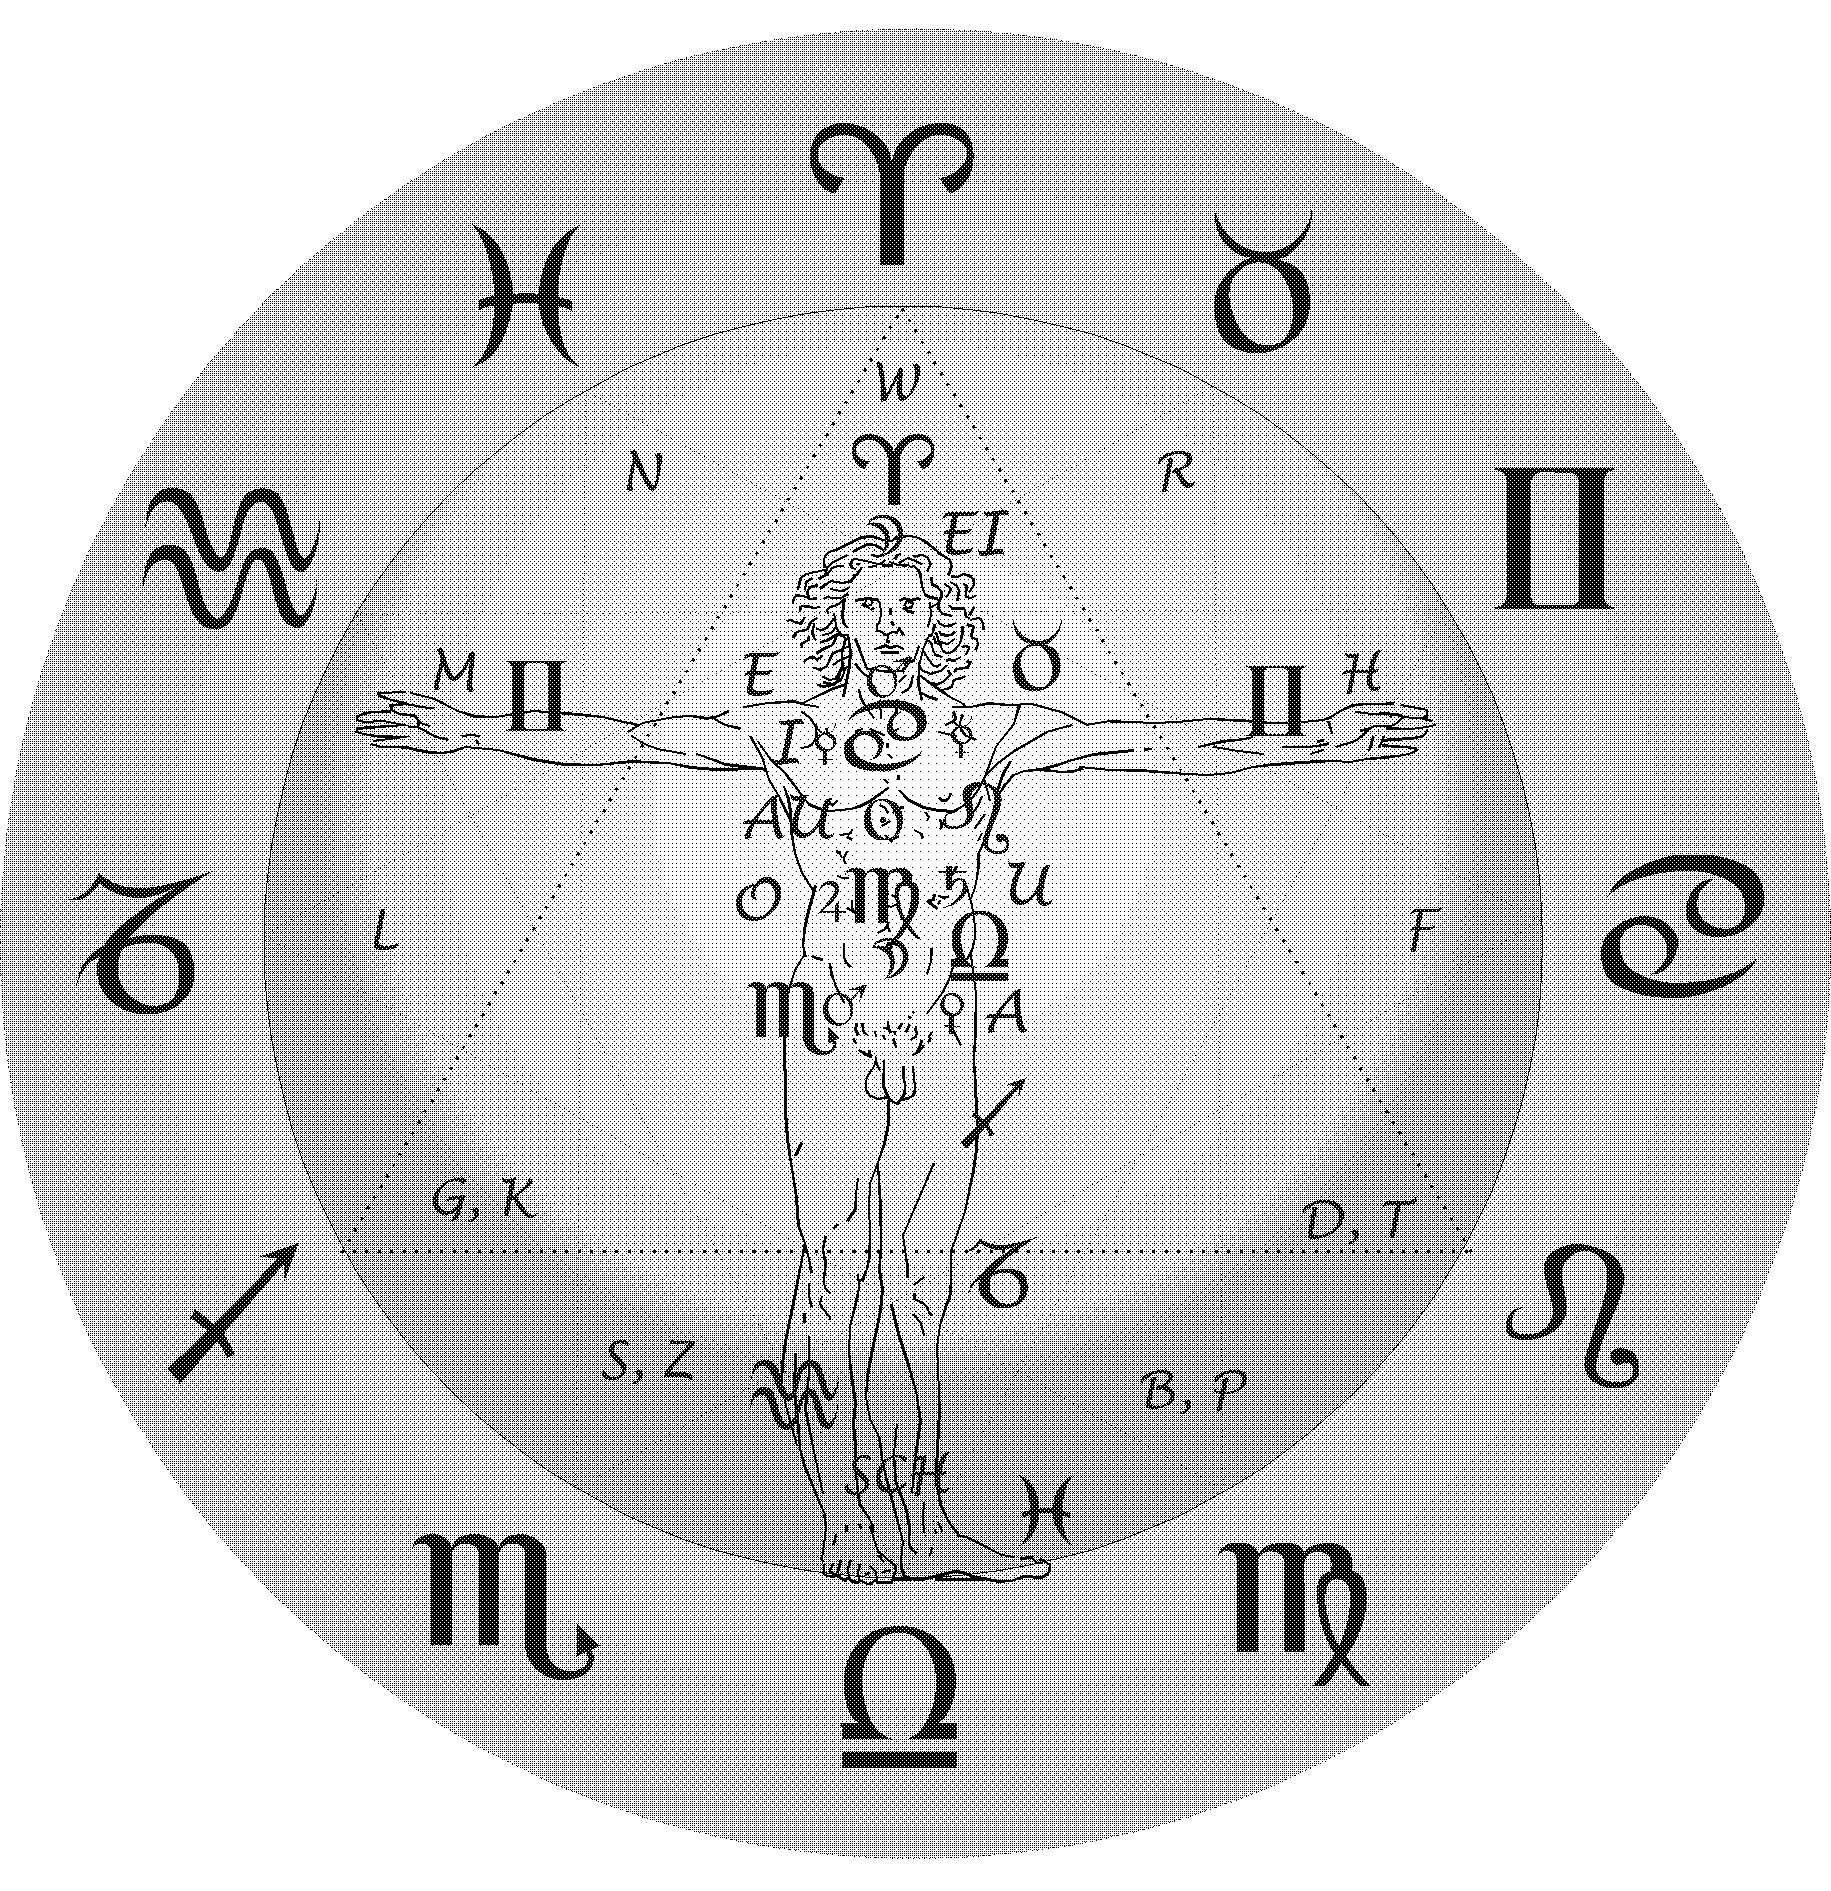 ♈
♓ ♉
W
N ♈ R
♒ ☽ EI ♊
M ♊ E ♉ ♊ H
♀
I ☿ ♋ ☿
AU ☉ ♌
♑ O ♃ ♍ ♄ U ♋
L ☽ ♎ F
♏ ♂ ♀ A
♐
G, K D, T
♐ ♑ ♌
S, Z ♒ B, P
SCH
♓
♏ ♍
♎